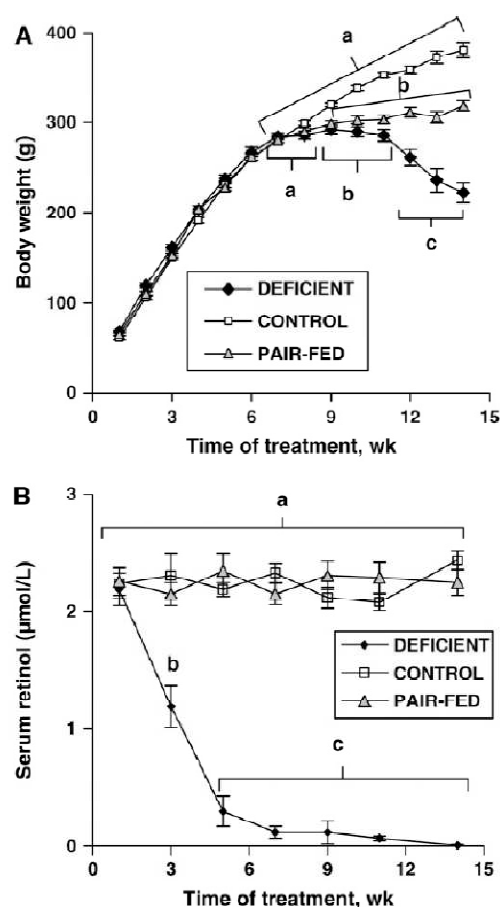 A
400
300
200
100
0
Body weight (g)
a
b
a
b
c
DEFICIENT
CONTROL
PAIR-FED
0 3 6 9 12 15
Time of treatment, wk
B
3
2
1
0
Serum retinol (µmol/L)
a
b
c
DEFICIENT
CONTROL
PAIR-FED
0 3 6 9 12 15
Time of treatment, wk